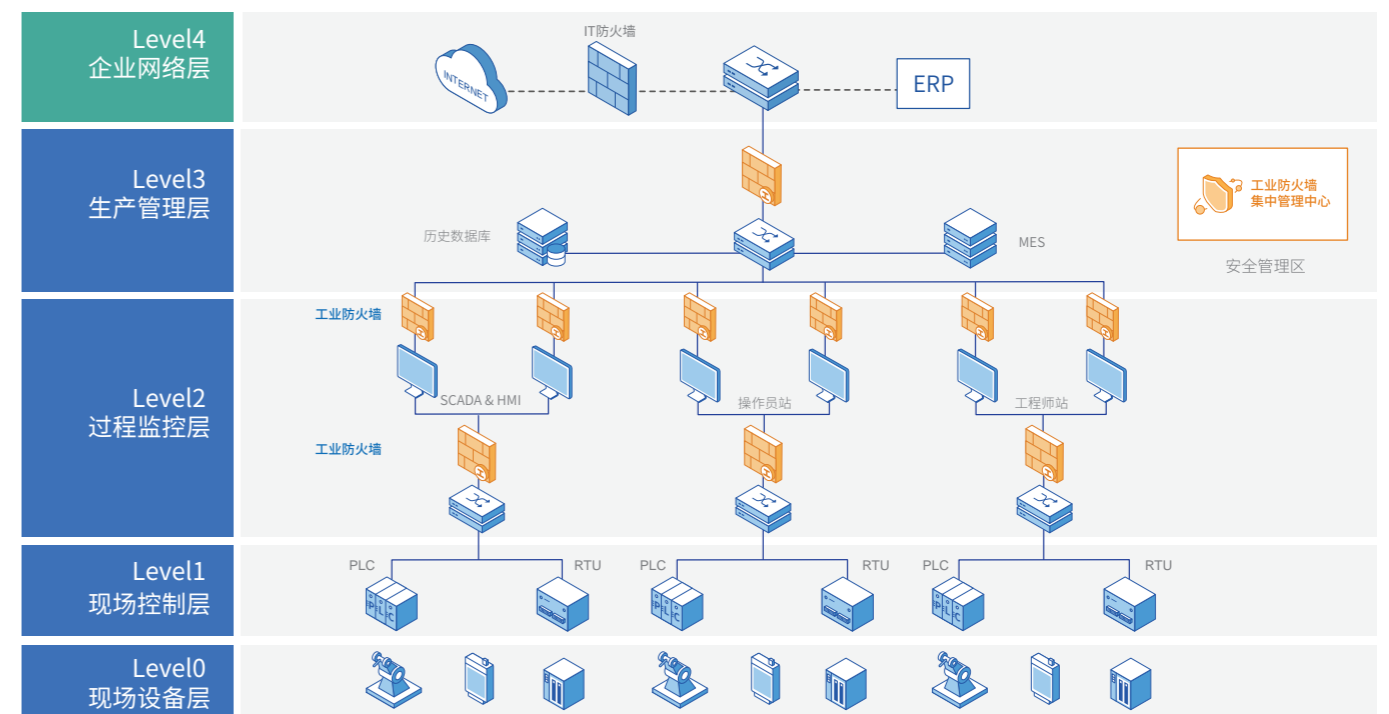 Level4
企业网络层
IT防火墙
INTERNET
ERP
Level3
生产管理层
历史数据库
MES
工业防火墙
集中管理中心
安全管理区
Level2
过程监控层
工业防火墙
SCADA & HMI
操作员站
工程师站
工业防火墙
Level1
现场控制层
PLC
RTU
PLC
RTU
PLC
RTU
PLC
PLC
PLC
Level0
现场设备层